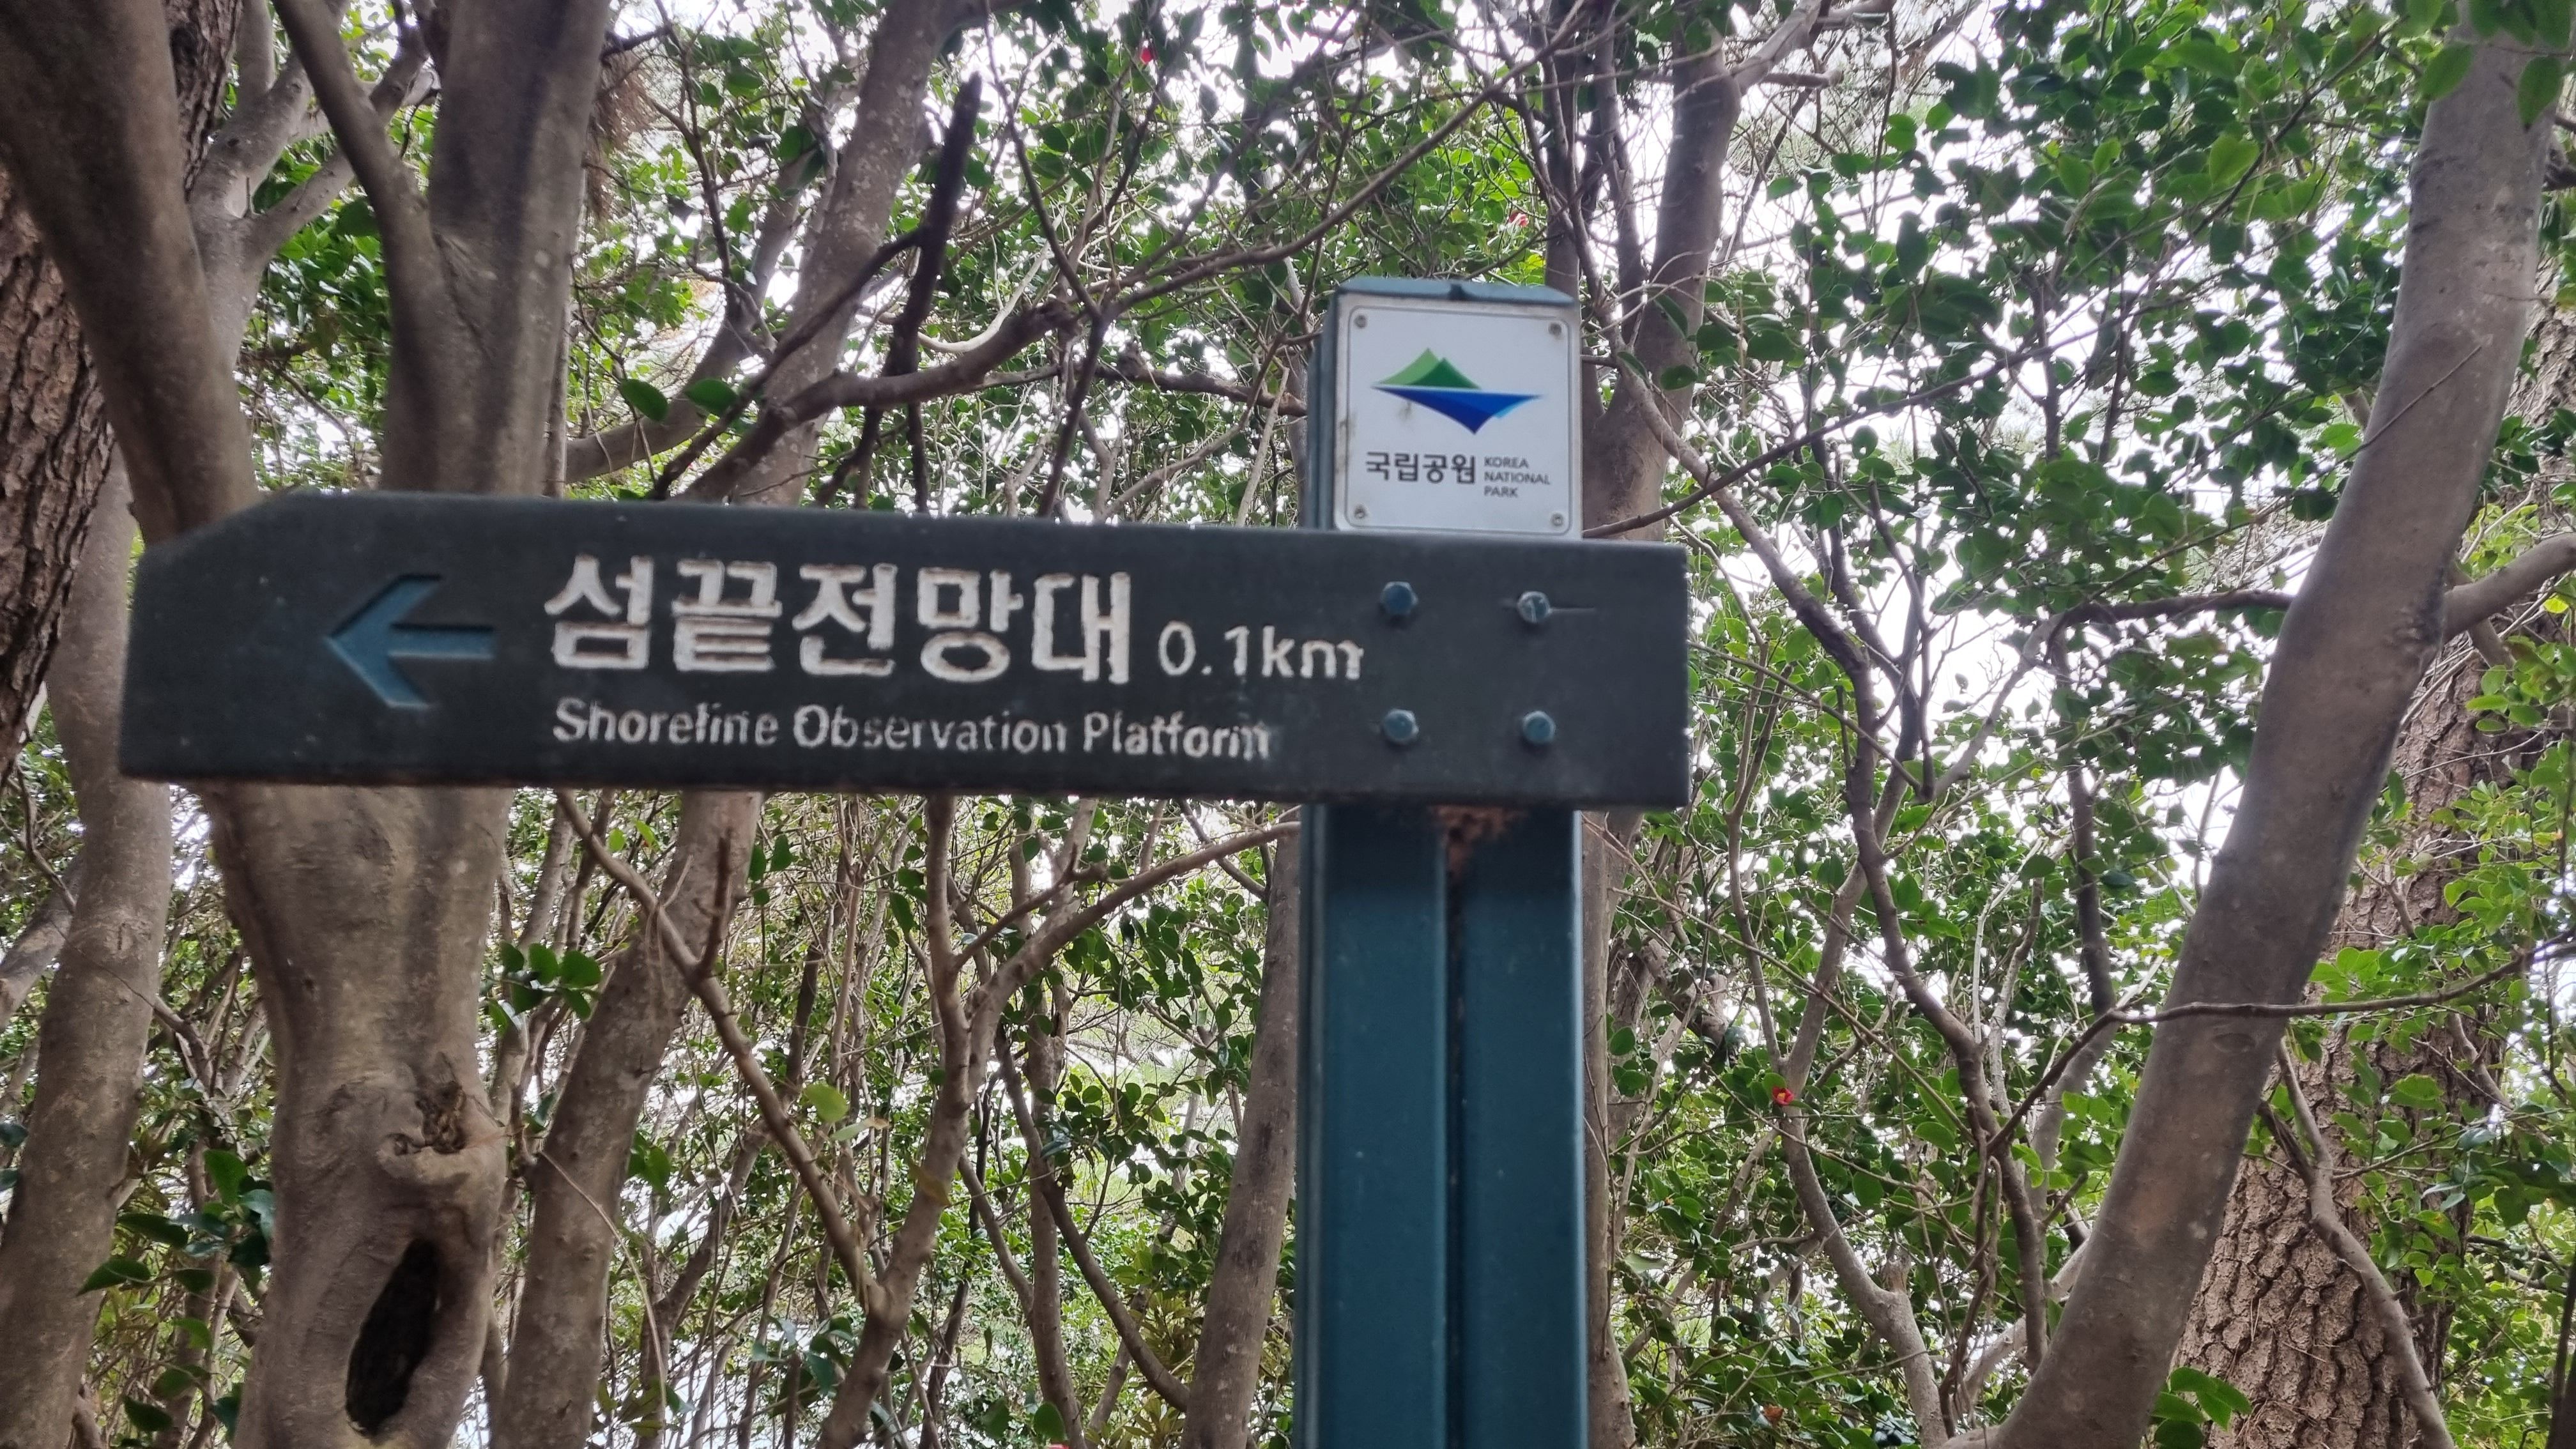 국립공원 KOREA
NATIONAL
PARK
섬끝전망대 0.1km
Shoreline Observation Platform